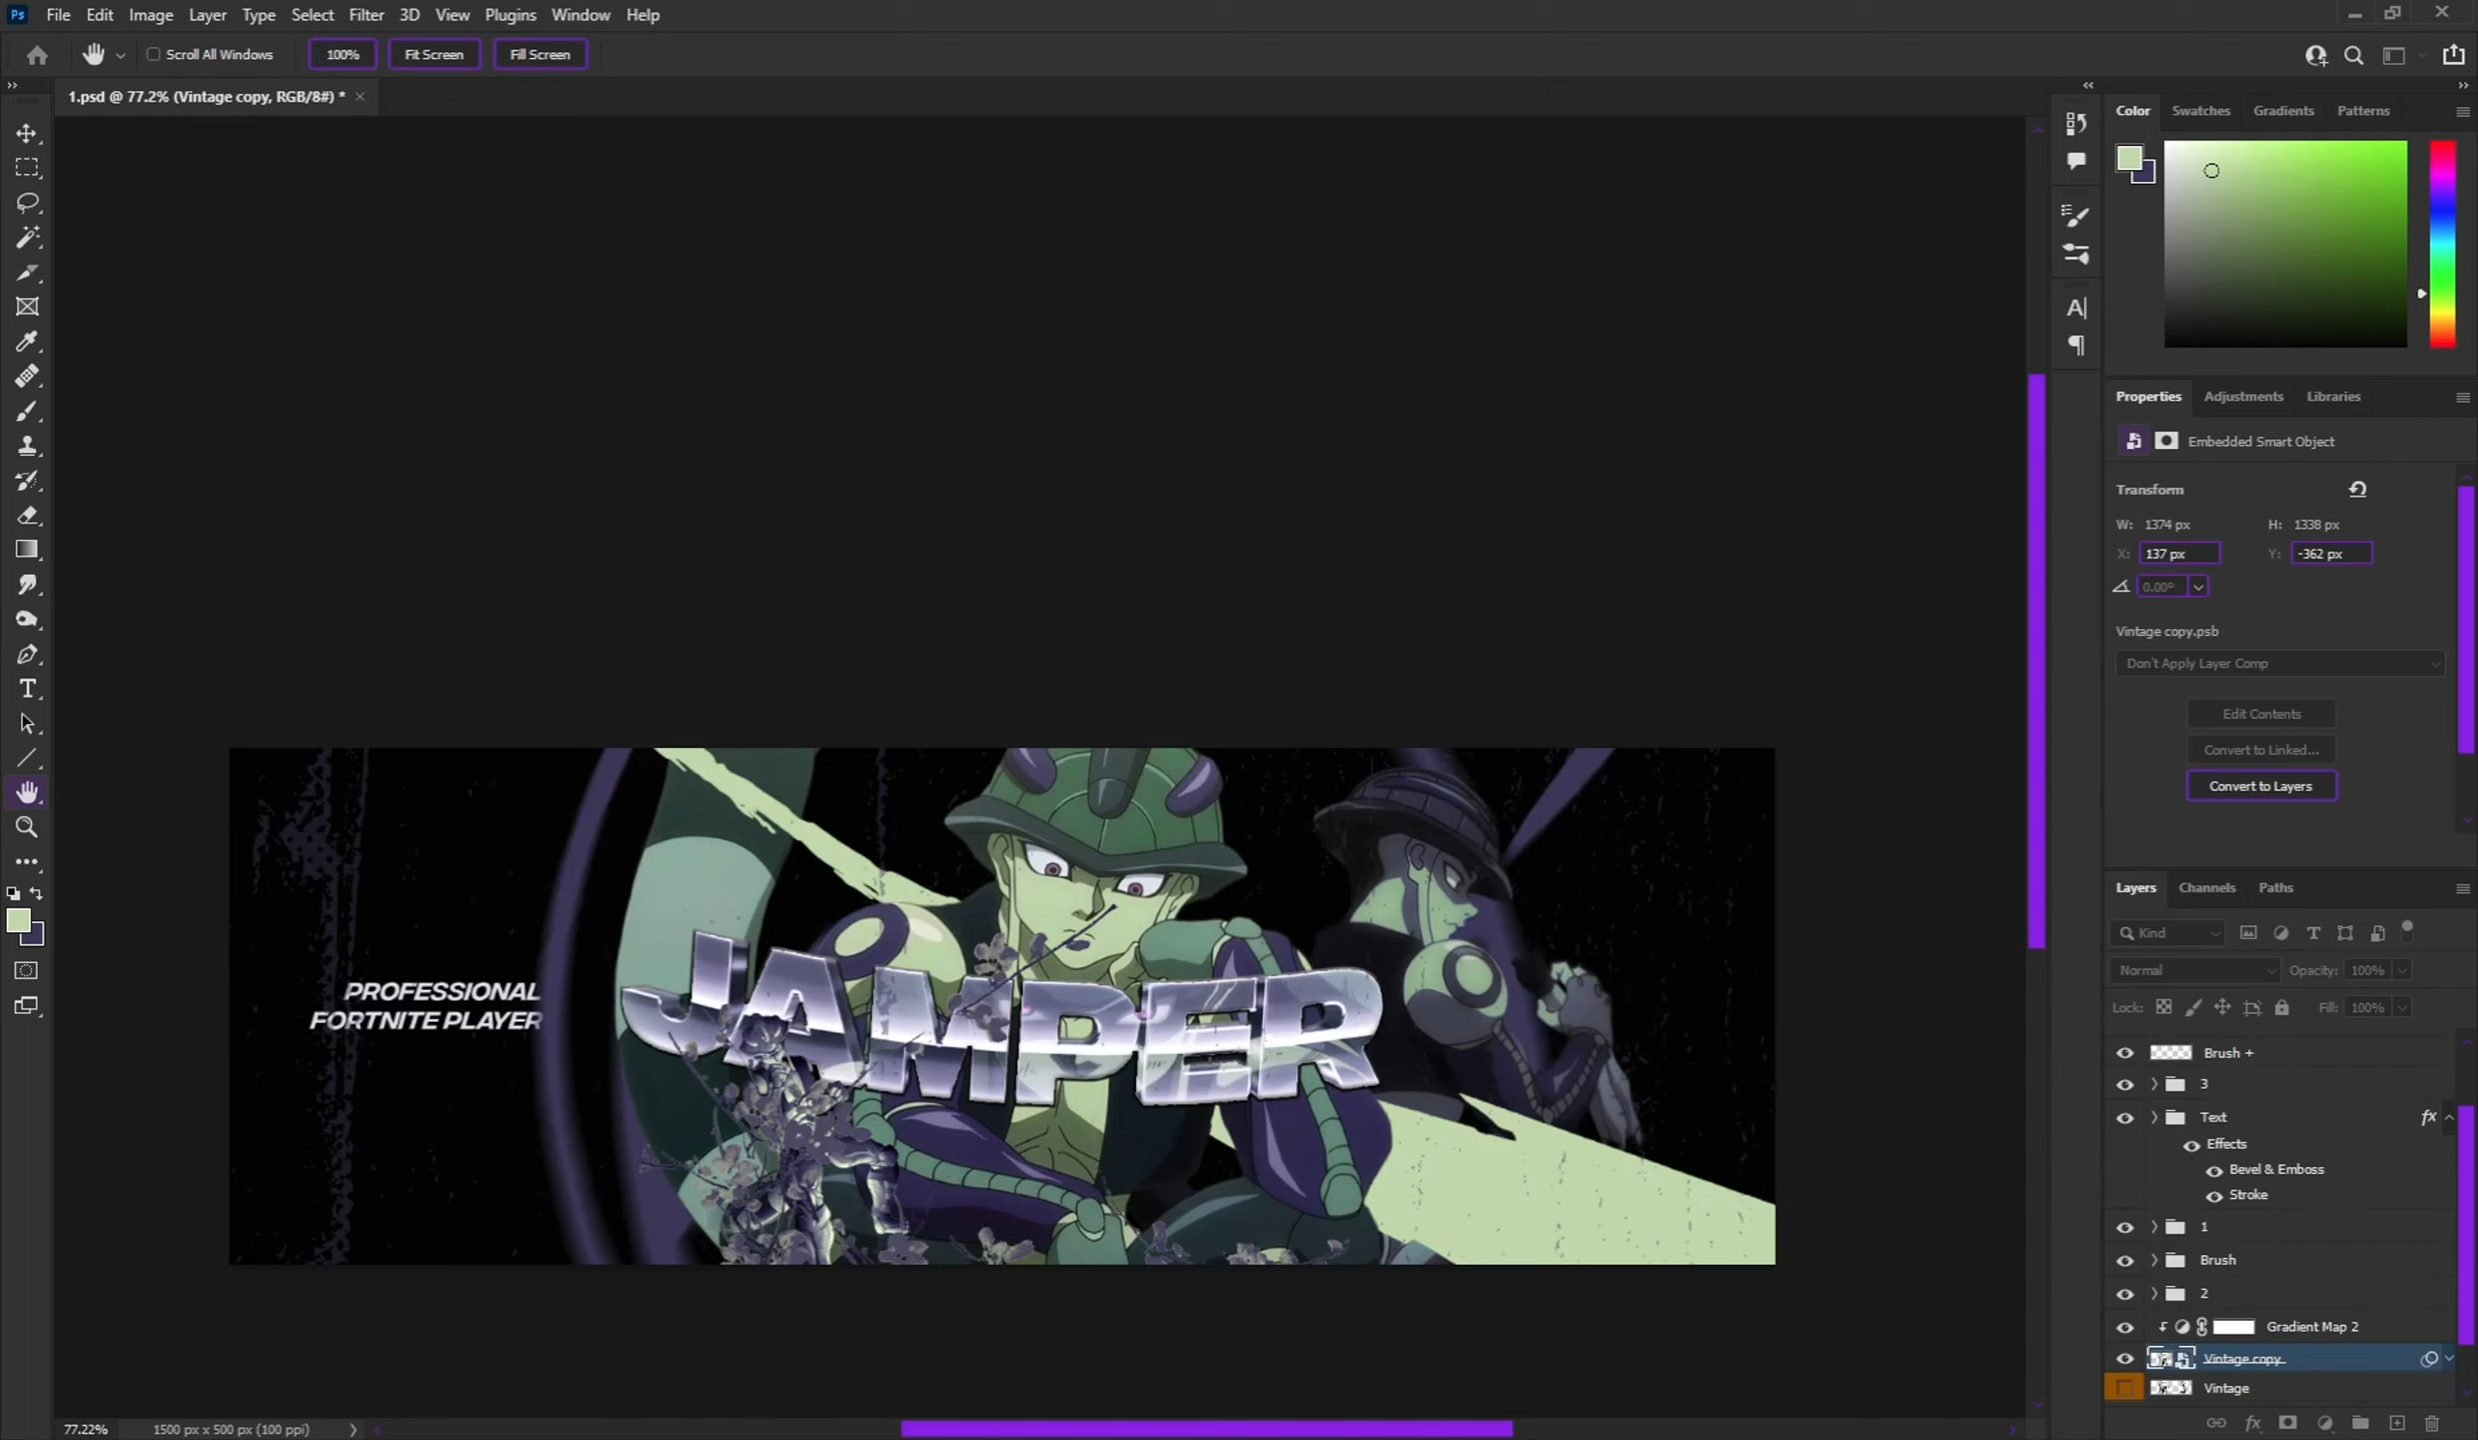 Ps File Edit Image Layer Type Select Filter 3D View Plugins Window Help
Scroll All Windows 100% Fit Screen Fill Screen
1.psd @ 77.2% (Vintage copy, RGB/8#) * ×
Color Swatches Gradients Patterns
Properties Adjustments Libraries
Embedded Smart Object
Transform
W: 1374 px H: 1338 px
X: 137 px Y: -362 px
0.00°
Vintage copy.psb
Don't Apply Layer Comp
Edit Contents
Convert to Linked...
Convert to Layers
PROFESSIONAL
FORTNITE PLAYER
JAMPER
Layers Channels Paths
Kind
Normal Opacity: 100%
Lock: Fill: 100%
Brush +
3
Text fx
Effects
Bevel & Emboss
Stroke
1
Brush
2
Gradient Map 2
Vintage copy
Vintage
77.22% 1500 px x 500 px (100 ppi)
fx